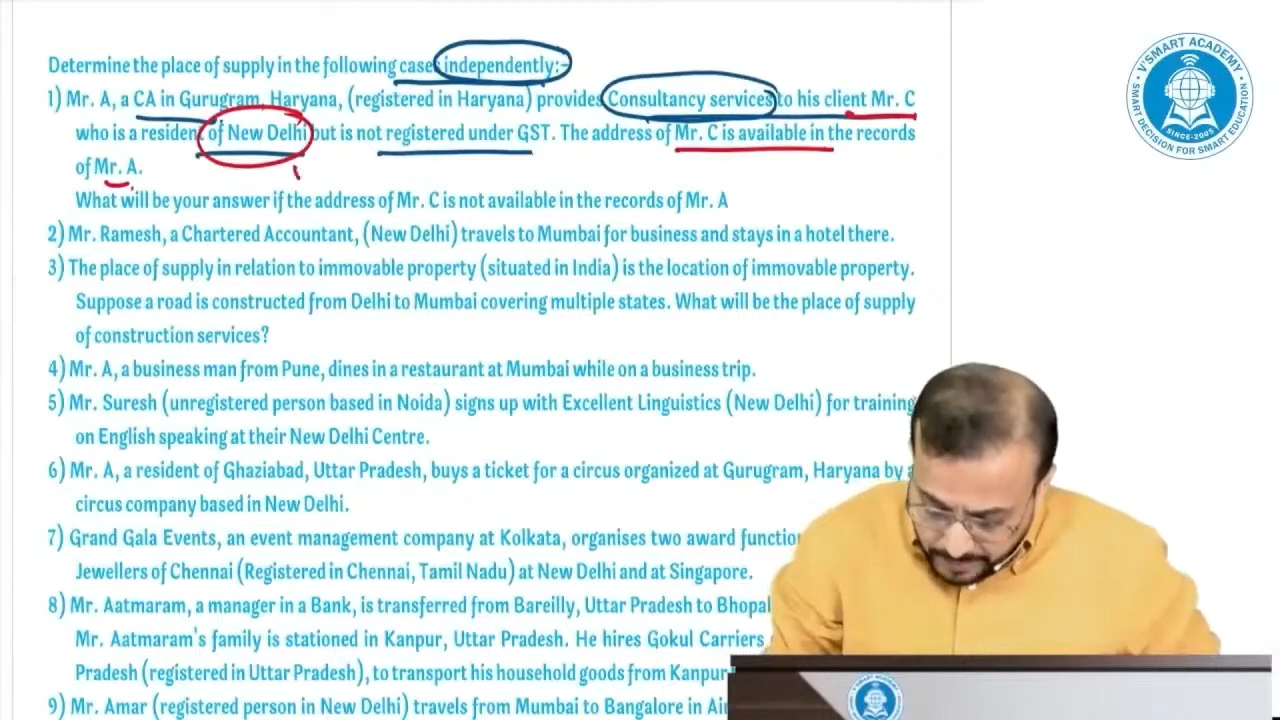 Determine the place of supply in the following cases independently:-
1) Mr. A, a CA in Gurugram, Haryana, (registered in Haryana) provides Consultancy services to his client Mr. C
who is a resident of New Delhi but is not registered under GST. The address of Mr. C is available in the records
of Mr. A.
What will be your answer if the address of Mr. C is not available in the records of Mr. A
2) Mr. Ramesh, a Chartered Accountant, (New Delhi) travels to Mumbai for business and stays in a hotel there.
3) The place of supply in relation to immovable property (situated in India) is the location of immovable property.
Suppose a road is constructed from Delhi to Mumbai covering multiple states. What will be the place of supply
of construction services?
4) Mr. A, a business man from Pune, dines in a restaurant at Mumbai while on a business trip.
5) Mr. Suresh (unregistered person based in Noida) signs up with Excellent Linguistics (New Delhi) for training
on English speaking at their New Delhi Centre.
6) Mr. A, a resident of Ghaziabad, Uttar Pradesh, buys a ticket for a circus organized at Gurugram, Haryana by a
circus company based in New Delhi.
7) Grand Gala Events, an event management company at Kolkata, organises two award
Jewellers of Chennai (Registered in Chennai, Tamil Nadu) at New Delhi and at Singapore.
8) Mr. Aatmaram, a manager in a Bank, is transferred from Bareilly, Uttar Pradesh to Bhopal
Mr. Aatmaram's family is stationed in Kanpur, Uttar Pradesh. He hires Gokul Carriers
Pradesh (registered in Uttar Pradesh), to transport his household goods from Kanpur
9) Mr. Amar (registered person in New Delhi) travels from Mumbai to Bangalore in
V'SMART ACADEMY
SINCE-2005
SMART DECISION FOR SMART EDUCATION